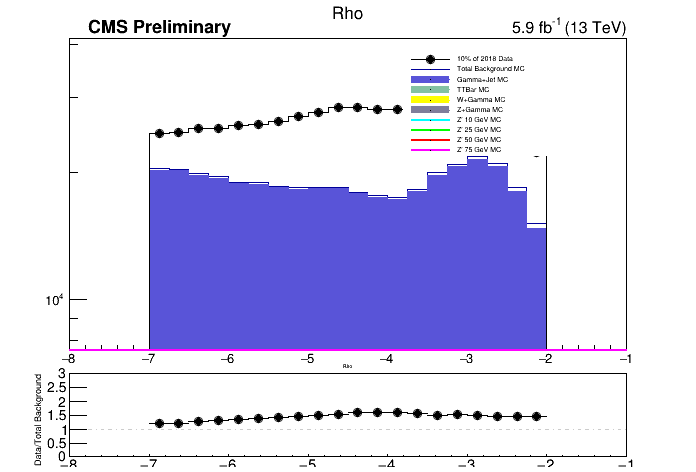 Rho
CMS Preliminary
5.9 fb-1 (13 TeV)
10% of 2018 Data
Total Background MC
Gamma+Jet MC
TTBar MC
W+Gamma MC
Z+Gamma MC
Z' 10 GeV MC
Z' 25 GeV MC
Z' 50 GeV MC
Z' 75 GeV MC
10^4
−8 −7 −6 −5 −4 −3 −2 −1
Rho
Data/Total Background
3
2.5
2
1.5
1
0.5
0
−8 −7 −6 −5 −4 −3 −2 −1